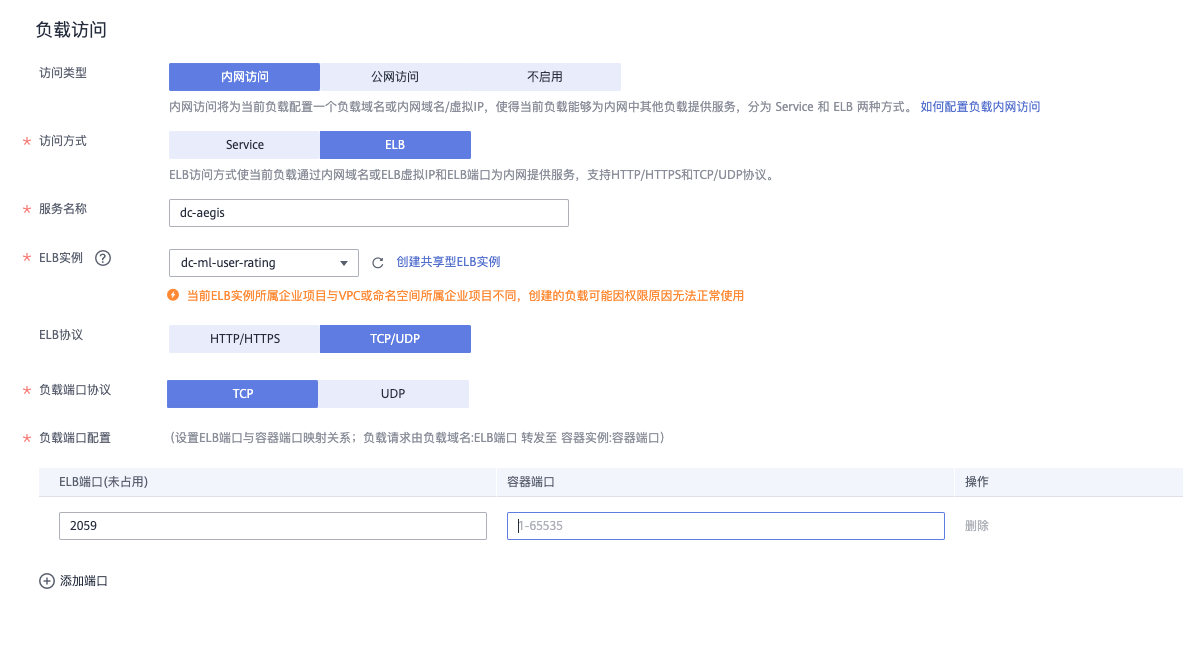 负载访问
访问类型
内网访问 公网访问 不启用
内网访问将为当前负载配置一个负载域名或内网域名/虚拟IP，使得当前负载能够为内网中其他负载提供服务，分为 Service 和 ELB 两种方式。 如何配置负载内网访问
* 访问方式
Service ELB
ELB访问方式使当前负载通过内网域名或ELB虚拟IP和ELB端口为内网提供服务，支持HTTP/HTTPS和TCP/UDP协议。
* 服务名称 dc-aegis
* ELB实例 ? dc-ml-user-rating 创建共享型ELB实例
当前ELB实例所属企业项目与VPC或命名空间所属企业项目不同，创建的负载可能因权限原因无法正常使用
ELB协议 HTTP/HTTPS TCP/UDP
* 负载端口协议 TCP UDP
* 负载端口配置 (设置ELB端口与容器端口映射关系；负载请求由负载域名:ELB端口 转发至 容器实例:容器端口)
ELB端口(未占用) 容器端口 操作
2059 1-65535 删除
添加端口